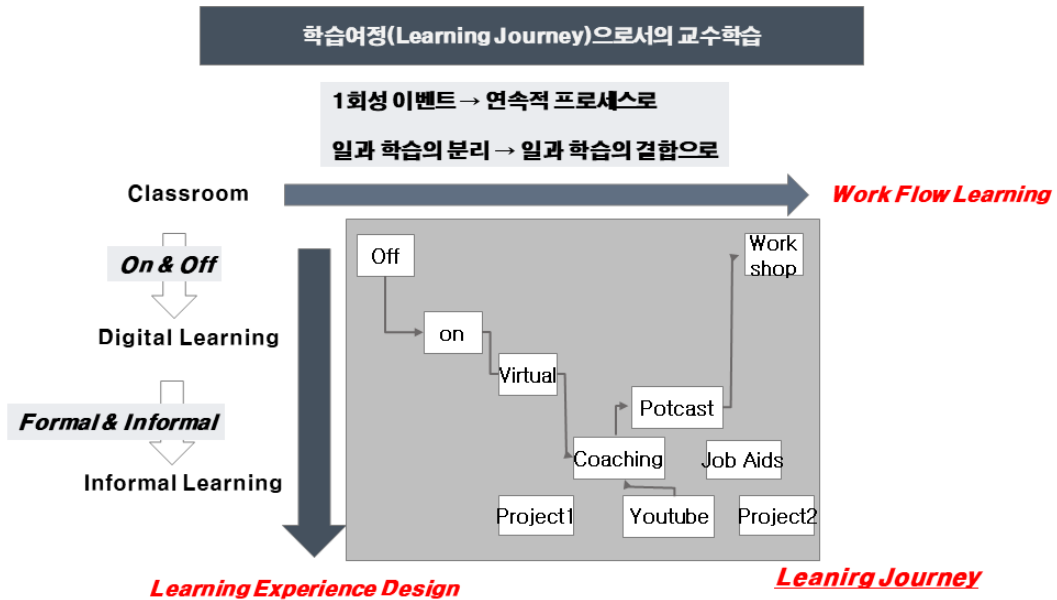 학습여정(Learning Journey)으로서의 교수학습
1회성 이벤트 → 연속적 프로세스로
일과 학습의 분리 → 일과 학습의 결합으로
Classroom
Work Flow Learning
On & Off
Digital Learning
Formal & Informal
Informal Learning
Off
on
Virtual
Coaching
Potcast
Work
shop
Job Aids
Project1
Youtube
Project2
Learning Experience Design
Leanirg Journey